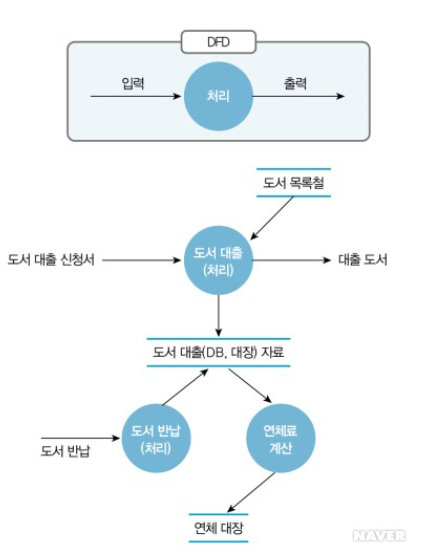 DFD
입력
처리
출력
도서 목록철
도서 대출 신청서
도서 대출
(처리)
대출 도서
도서 대출(DB, 대장) 자료
도서 반납
도서 반납
(처리)
연체료
계산
연체 대장
NAVER